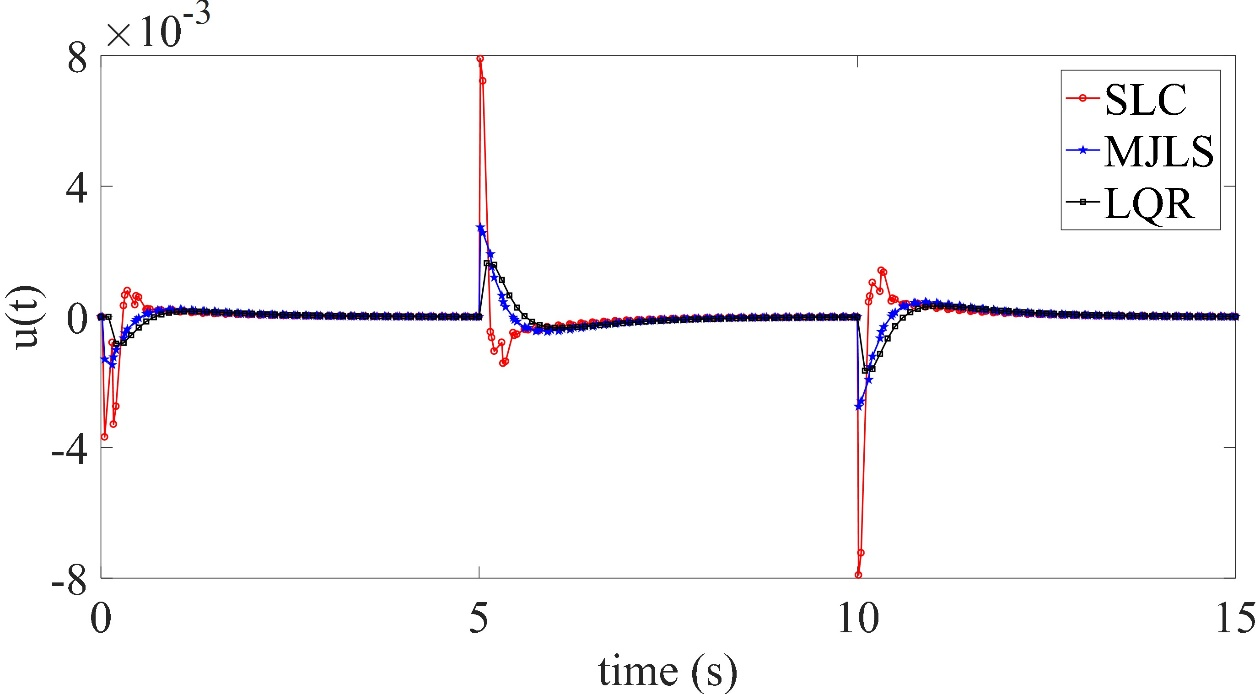 ×10⁻³
8
4
0
-4
-8
u(t)
SLC
MJLS
LQR
0 5 10 15
time (s)